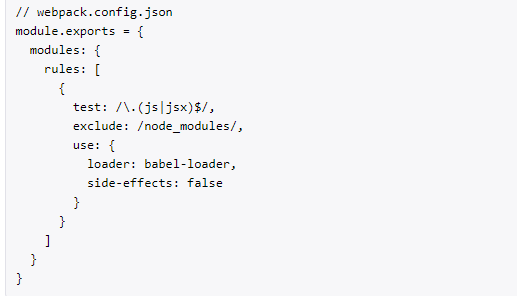 // webpack.config.json
module.exports = {
  modules: {
    rules: [
      {
        test: /\.(js|jsx)$/,
        exclude: /node_modules/,
        use: {
          loader: babel-loader,
          side-effects: false
        }
      }
    ]
  }
}